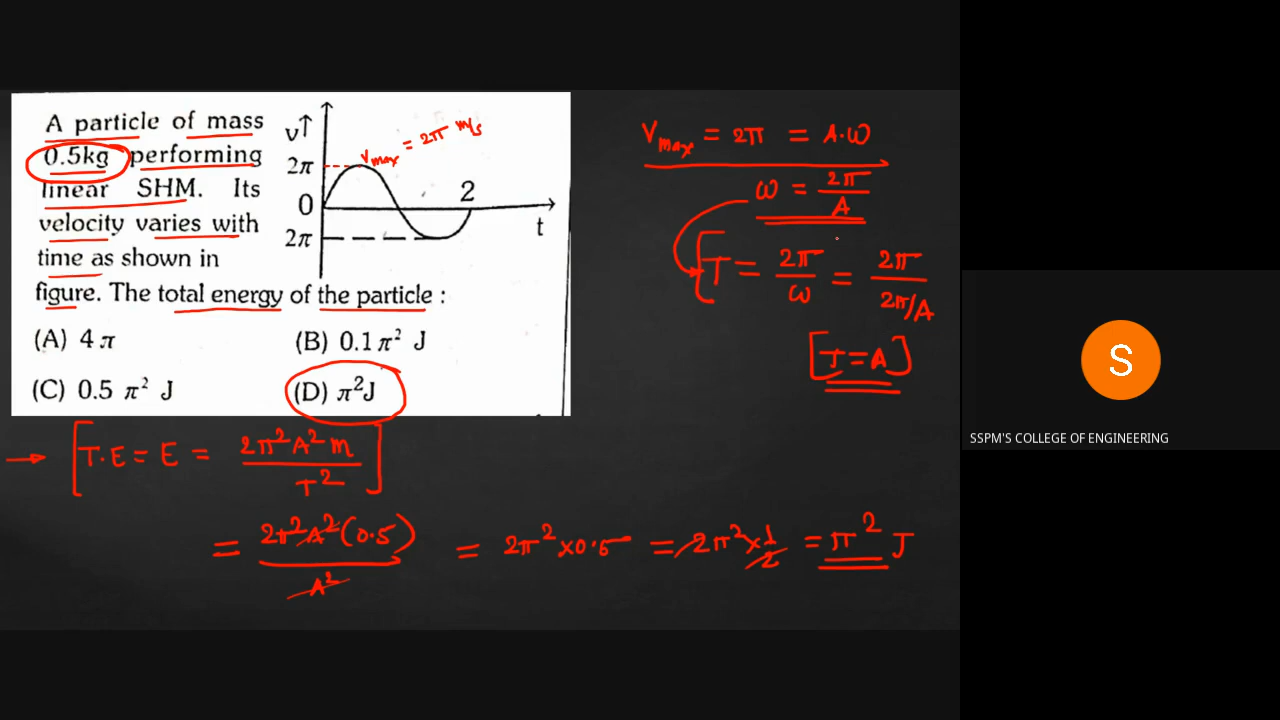 A particle of mass
0.5kg performing
linear SHM. Its
velocity varies with
time as shown in
figure. The total energy of the particle :
v↑
2π
0
2π
2
t
Vmax = 2π m/s
(A) 4π
(B) 0.1π² J
(C) 0.5 π² J
(D) π²J
Vmax = 2π = A·ω
ω = 2π/A
T = 2π/ω = 2π/2π/A
[T=A]
→ [T.E = E = 2π²A²m/T²]
= 2π²A²(0.5)/A² = 2π²×0.5 = 2π²×1/2 = π² J
S
SSPM'S COLLEGE OF ENGINEERING